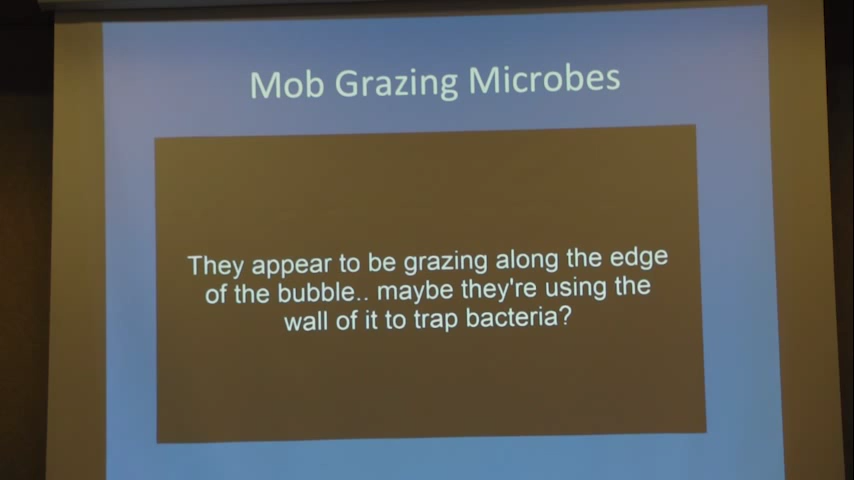 Mob Grazing Microbes
They appear to be grazing along the edge
of the bubble.. maybe they're using the
wall of it to trap bacteria?